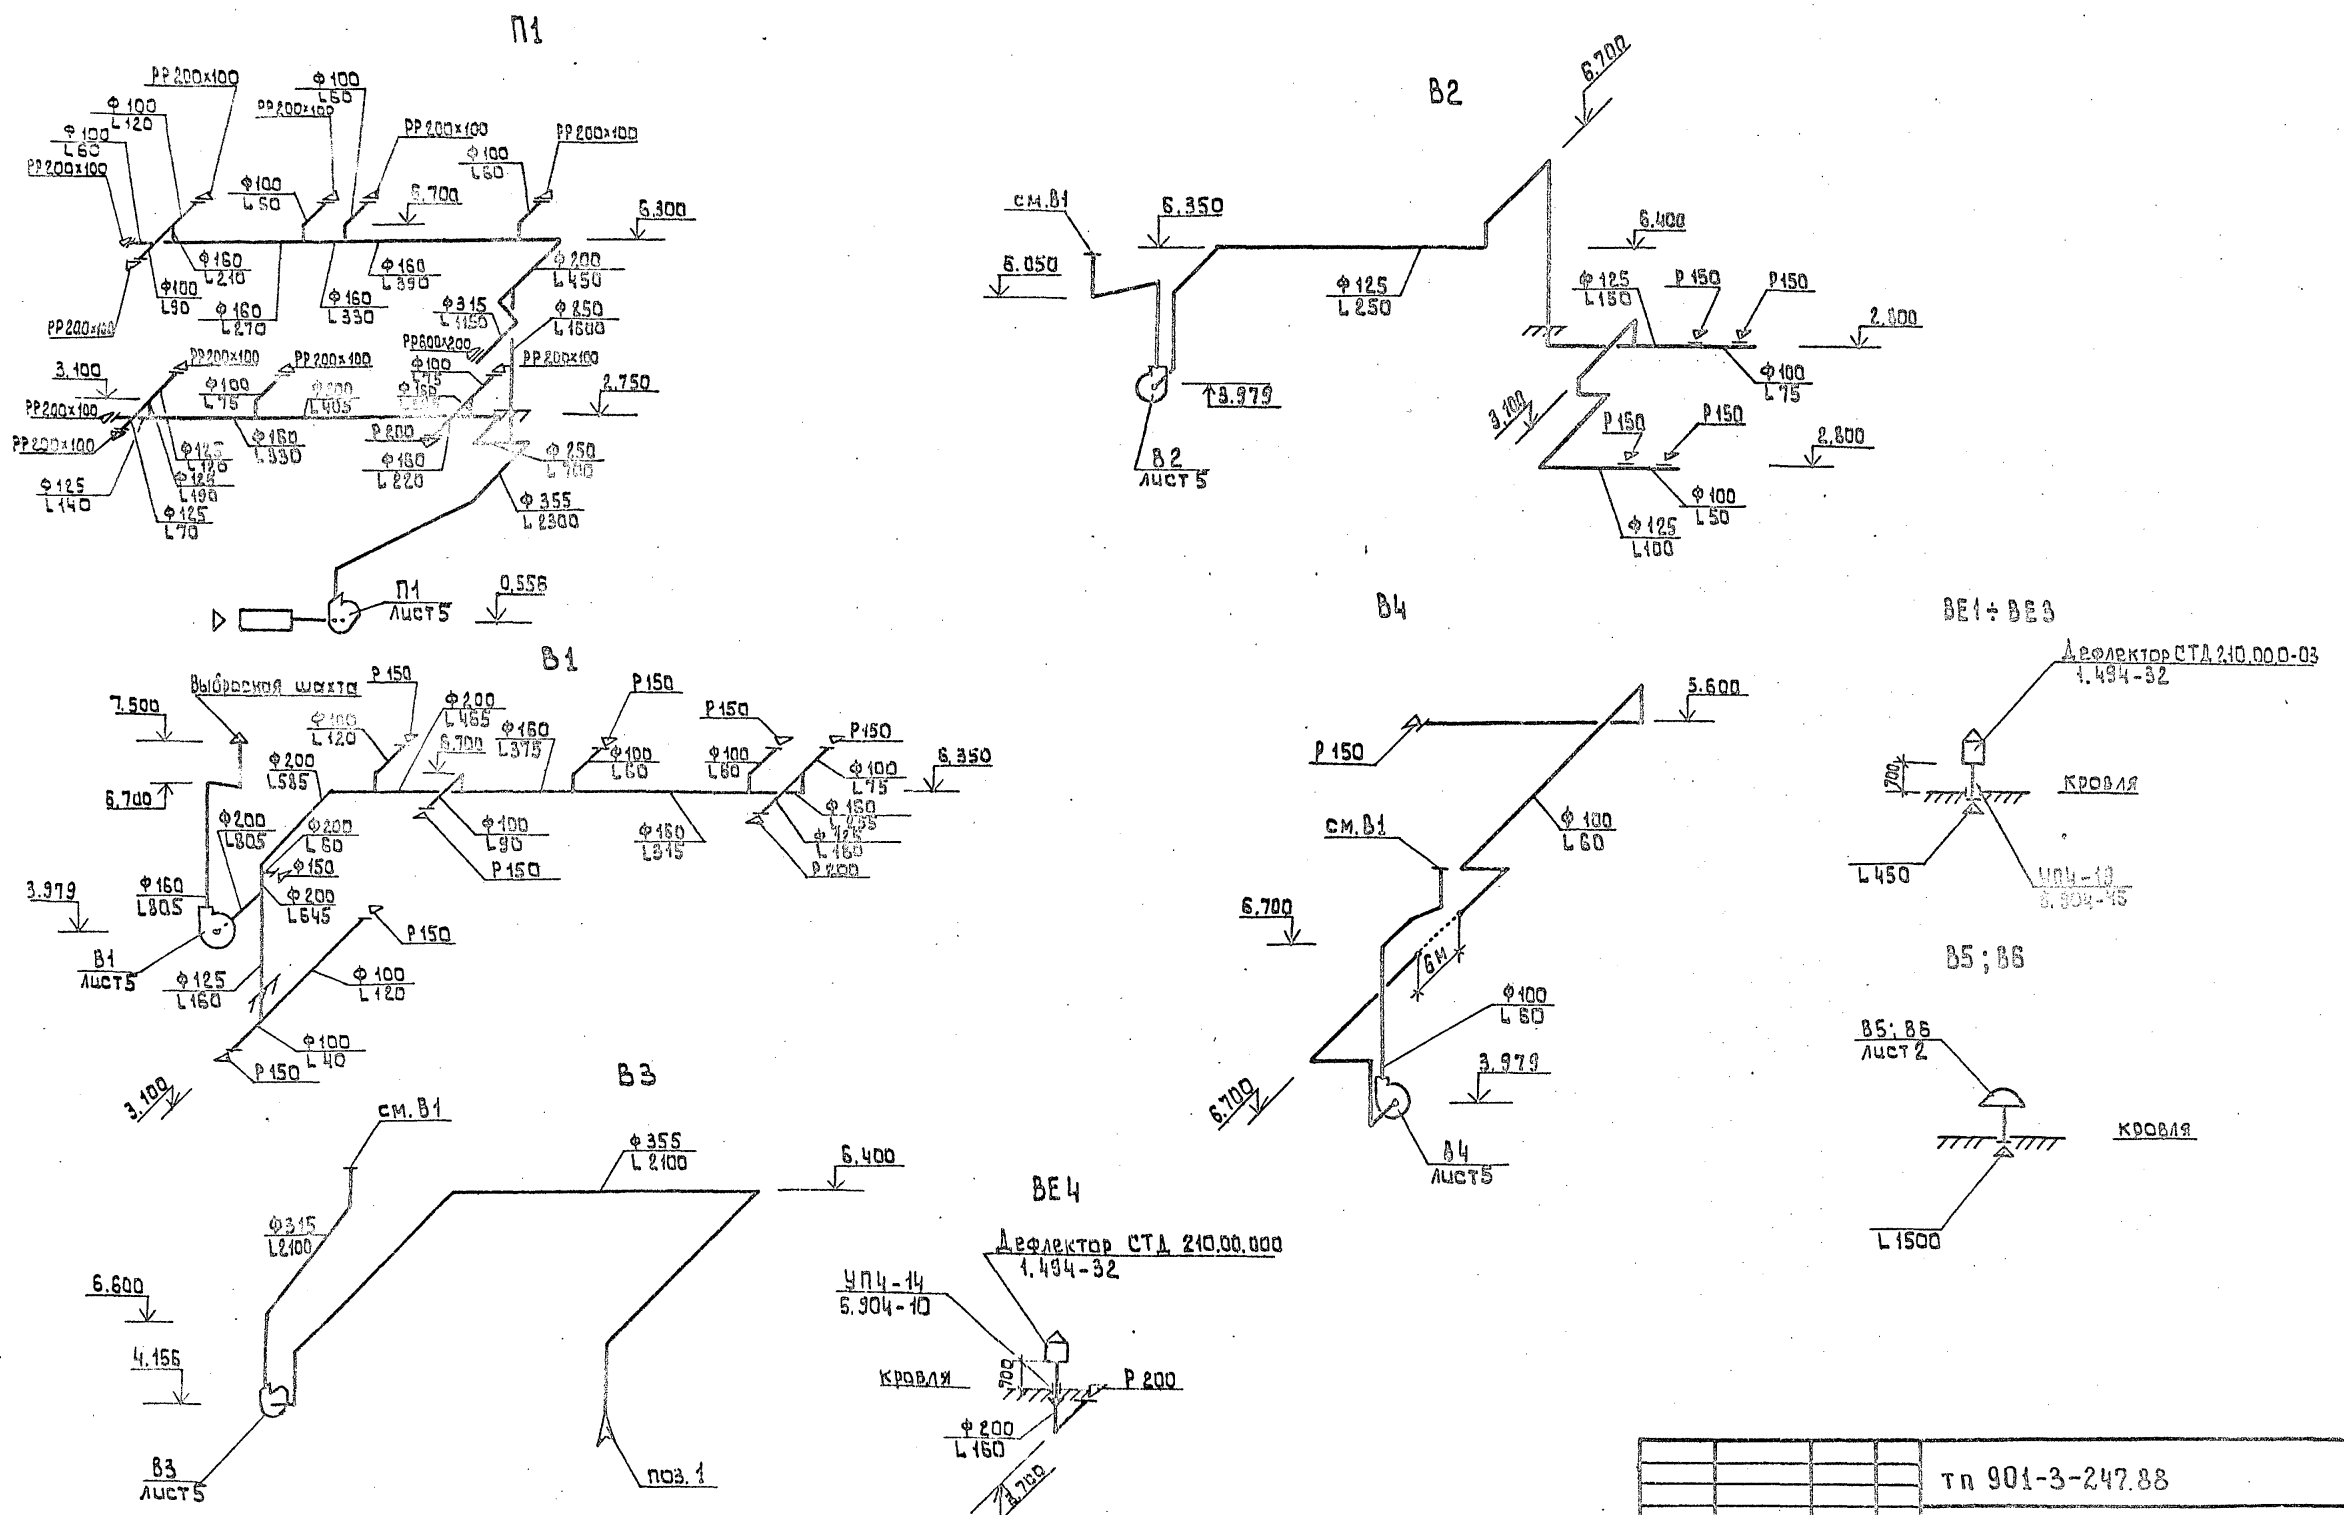 П1
РР200х100
Ф100
L60
Ф100
L120
РР200х100
Ф100
L60
РР200х100
РР200х100
РР200х100
Ф100
L60
Ф100
L60
6.700
6.300
Ф160
L210
Ф160
L390
Ф200
L450
Ф100
L90
Ф160
L270
Ф160
L330
Ф315
L1150
Ф250
L1600
РР200х100
РР600х200
РР200х100
РР200х100
РР200х100
3.100
Ф100
L75
L405
Ф100
L75
2.750
РР200х100
РР200х100
Ф160
L330
Р200
Ф160
L220
Ф250
L700
Ф125
L140
Ф125
L190
Ф125
L70
Ф355
L2300
П1
лист5
0,556
В2
6.700
см.В1
6.350
6.400
6.050
Ф125
L250
Ф125
L150
Р150
Р150
2.800
3.979
Ф100
L75
3.100
Р150
Р150
2.800
В2
лист5
Ф100
L50
Ф125
L100
В1
Выбросная шахта
Р150
7.500
Ф100
L120
Ф200
L465
Р150
6.700
Ф160
L375
Р150
Р150
Ф200
L585
Ф100
L60
Ф100
L60
Ф100
L75
6.350
6.700
Ф200
L805
Ф200
L60
Ф100
L90
Ф160
L315
Ф125
L160
Ф150
Р150
Р200
3.979
Ф160
L805
Ф200
L645
Р150
В1
лист5
Ф125
L160
Ф100
L120
Ф100
L40
Р150
3.100
В4
5.600
Р150
см.В1
Ф100
L60
6.700
6м
Ф100
L60
3.979
6.700
В4
лист5
ВЕ1÷ВЕ3
Дефлектор СТД 210.00.0-03
1.494-32
700
кровля
L450
В5; В6
В5; В6
лист2
кровля
L1500
В3
см.В1
Ф355
L2100
6.400
Ф315
L2100
6.600
4.156
В3
лист5
поз.1
ВЕ4
Дефлектор СТД 210.00.000
1.494-32
УП4-14
5.904-10
кровля
700
Р200
Ф200
L160
тп 901-3-247.88